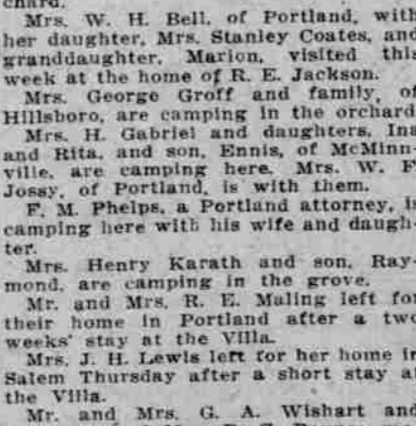 chard.
Mrs. W. H. Bell, of Portland, with
her daughter, Mrs. Stanley Coates, and
granddaughter, Marion, visited this
week at the home of R. E. Jackson.
Mrs. George Groff and family, of
Hillsboro, are camping in the orchard.
Mrs. H. Gabriel and daughters, Ina
and Rita, and son, Ennis, of McMinn-
ville, are camping here. Mrs. W. F.
Jossy, of Portland, is with them.
F. M. Phelps, a Portland attorney, is
camping here with his wife and daugh-
ter.
Mrs. Henry Karath and son, Ray-
mond, are camping in the grove.
Mr. and Mrs. R. E. Maling left for
their home in Portland after a two
weeks' stay at the Villa.
Mrs. J. H. Lewis left for her home in
Salem Thursday after a short stay at
the Villa.
Mr. and Mrs. G. A. Wishart and